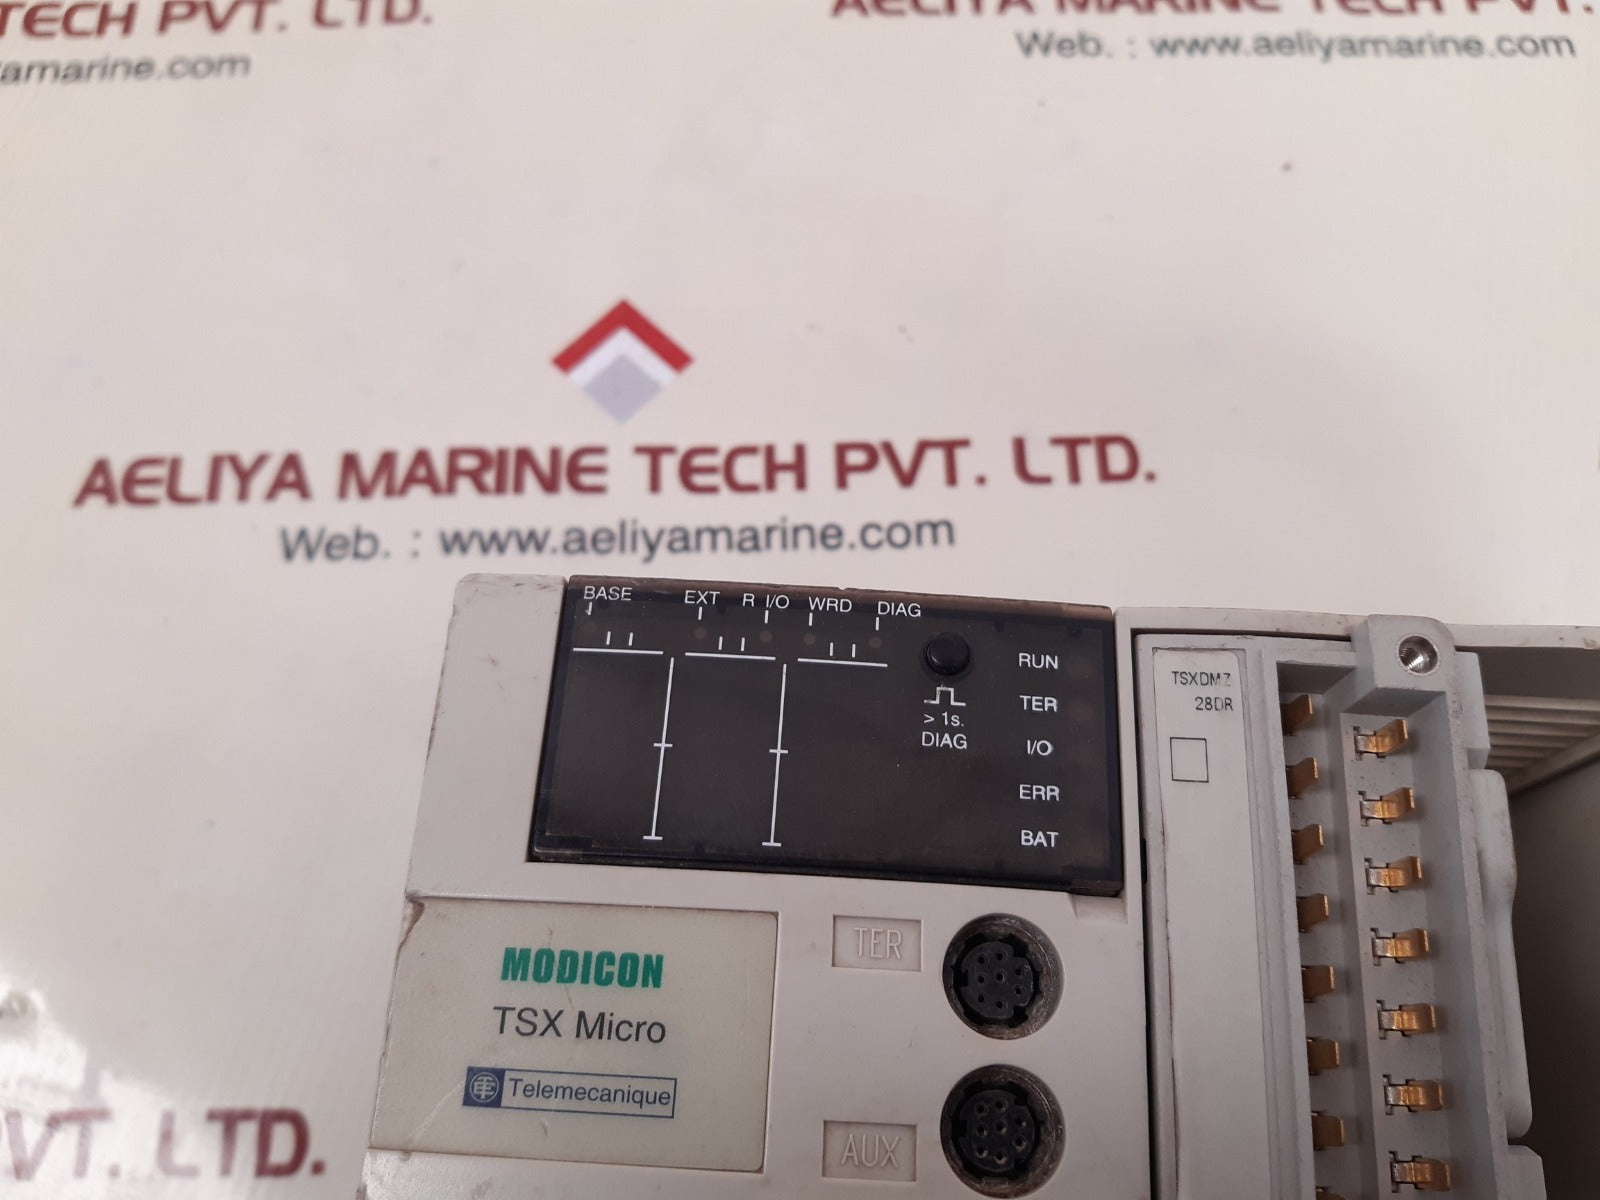 TECH PVT. LTD.
amarine.com
AELIYA MARINE TECH PVT.
Web. : www.aeliyamarine.com
AELIYA MARINE TECH PVT. LTD.
Web. : www.aeliyamarine.com
BASE EXT R I/O WRD DIAG
RUN
TER
> 1s.
DIAG
I/O
ERR
BAT
TSXDMZ
28DR
MODICON
TSX Micro
Telemecanique
TER
AUX
PVT. LTD.